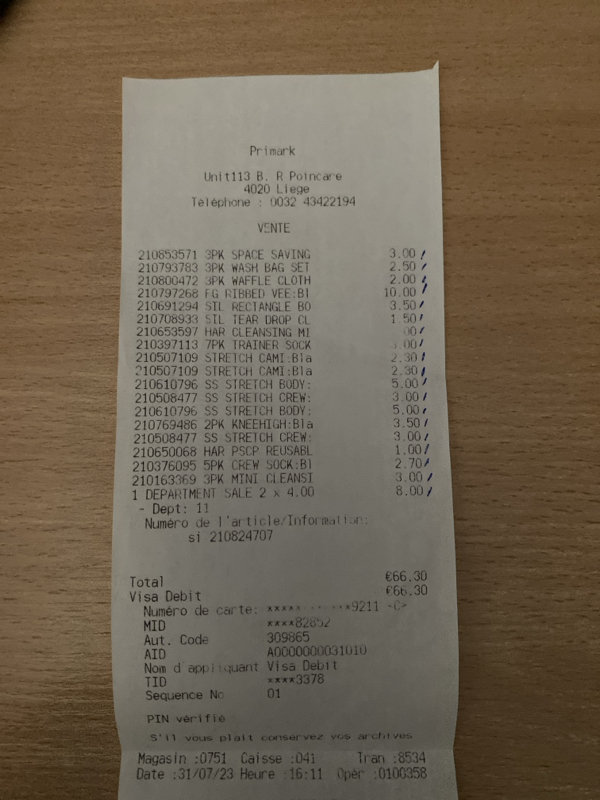 Primark
Unit113 B. R Poincare
4020 Liege
Téléphone : 0032 43422194
VENTE
210853571 3PK SPACE SAVING 3.00
210793783 3PK WASH BAG SET 2.50
210800472 3PK WAFFLE CLOTH 2.00
210797268 FG RIBBED VEE:Bl 10.00
210691294 STL RECTANGLE BO 3.50
210708933 STL TEAR DROP CL 1.50
210653597 HAR CLEANSING MI
210397113 7PK TRAINER SOCK
210507109 STRETCH CAMI:Bla 2.30
210507109 STRETCH CAMI:Bla 2.30
210610796 SS STRETCH BODY: 5.00
210508477 SS STRETCH CREW: 3.00
210610796 SS STRETCH BODY: 5.00
210769486 2PK KNEEHIGH:Bla 3.50
210508477 SS STRETCH CREW: 3.00
210650068 HAR PSCP REUSABL 1.00
210376095 5PK CREW SOCK:Bl 2.70
210163369 3PK MINI CLEANSI 3.00
1 DEPARTMENT SALE 2 x 4.00 8.00
- Dept: 11
Numéro de l'article/Information:
si 210824707
Total €66.30
Visa Debit €66.30
Numéro de carte: 9211 <C>
MID ****82852
Aut. Code 309865
AID A0000000031010
Nom d'appliquant Visa Debit
TID ****3378
Sequence No 01
PIN vérifié
S'il vous plait conservez vos archives
Magasin :0751 Caisse :041 Tran :8534
Date :31/07/23 Heure :16:11 Opér :0100358